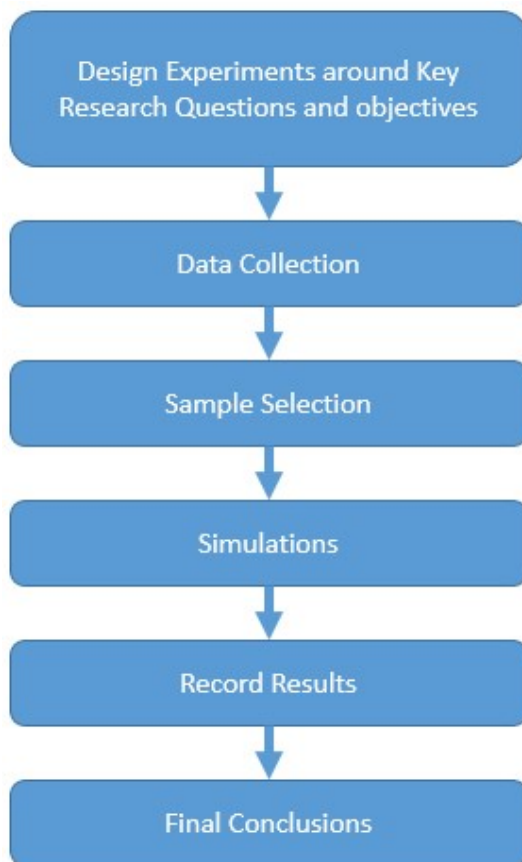 Design Experiments around Key
Research Questions and objectives
Data Collection
Sample Selection
Simulations
Record Results
Final Conclusions